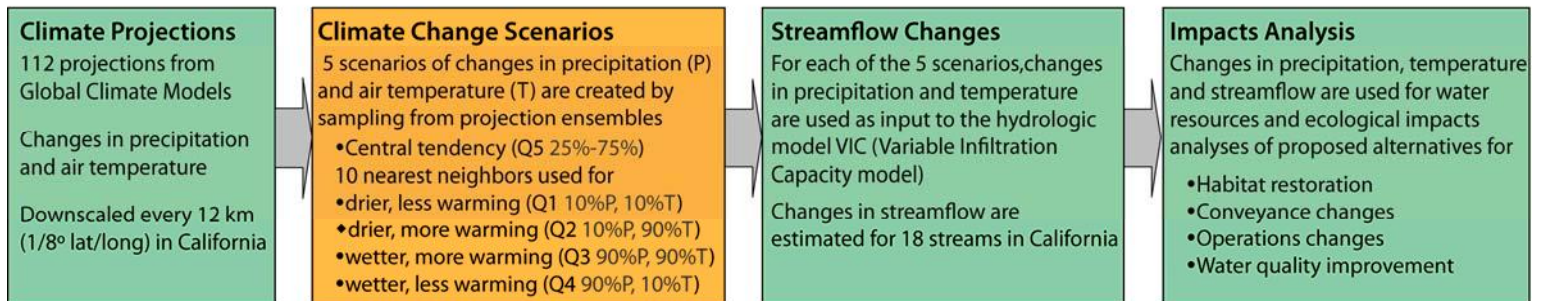 Climate Projections
112 projections from
Global Climate Models
Changes in precipitation
and air temperature
Downscaled every 12 km
(1/8º lat/long) in California
Climate Change Scenarios
5 scenarios of changes in precipitation (P)
and air temperature (T) are created by
sampling from projection ensembles
•Central tendency (Q5 25%-75%)
10 nearest neighbors used for
•drier, less warming (Q1 10%P, 10%T)
•drier, more warming (Q2 10%P, 90%T)
•wetter, more warming (Q3 90%P, 90%T)
•wetter, less warming (Q4 90%P, 10%T)
Streamflow Changes
For each of the 5 scenarios,changes
in precipitation and temperature
are used as input to the hydrologic
model VIC (Variable Infiltration
Capacity model)
Changes in streamflow are
estimated for 18 streams in California
Impacts Analysis
Changes in precipitation, temperature
and streamflow are used for water
resources and ecological impacts
analyses of proposed alternatives for
•Habitat restoration
•Conveyance changes
•Operations changes
•Water quality improvement